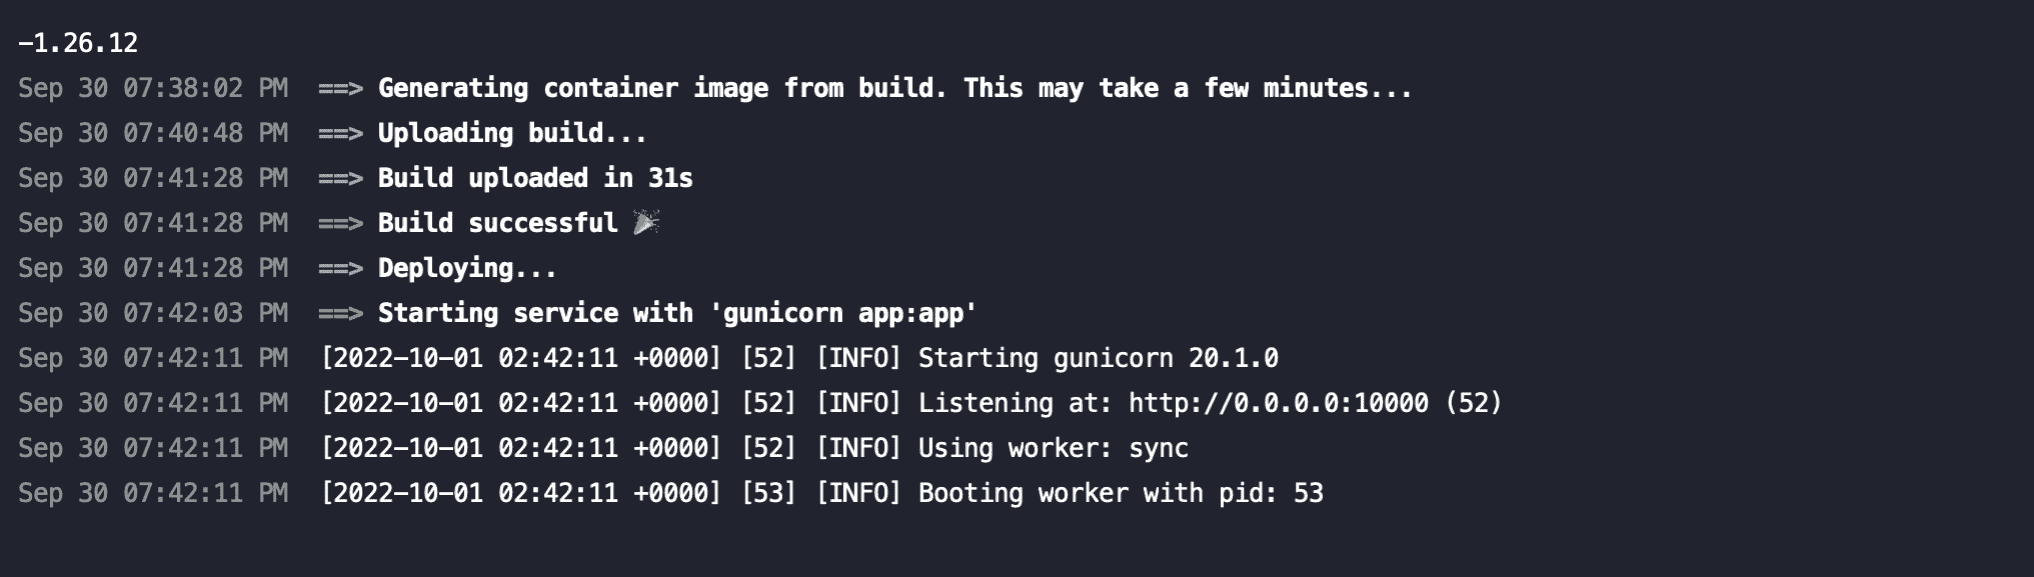 -1.26.12
Sep 30 07:38:02 PM ==> Generating container image from build. This may take a few minutes...
Sep 30 07:40:48 PM ==> Uploading build...
Sep 30 07:41:28 PM ==> Build uploaded in 31s
Sep 30 07:41:28 PM ==> Build successful 🎉
Sep 30 07:41:28 PM ==> Deploying...
Sep 30 07:42:03 PM ==> Starting service with 'gunicorn app:app'
Sep 30 07:42:11 PM [2022-10-01 02:42:11 +0000] [52] [INFO] Starting gunicorn 20.1.0
Sep 30 07:42:11 PM [2022-10-01 02:42:11 +0000] [52] [INFO] Listening at: http://0.0.0.0:10000 (52)
Sep 30 07:42:11 PM [2022-10-01 02:42:11 +0000] [52] [INFO] Using worker: sync
Sep 30 07:42:11 PM [2022-10-01 02:42:11 +0000] [53] [INFO] Booting worker with pid: 53